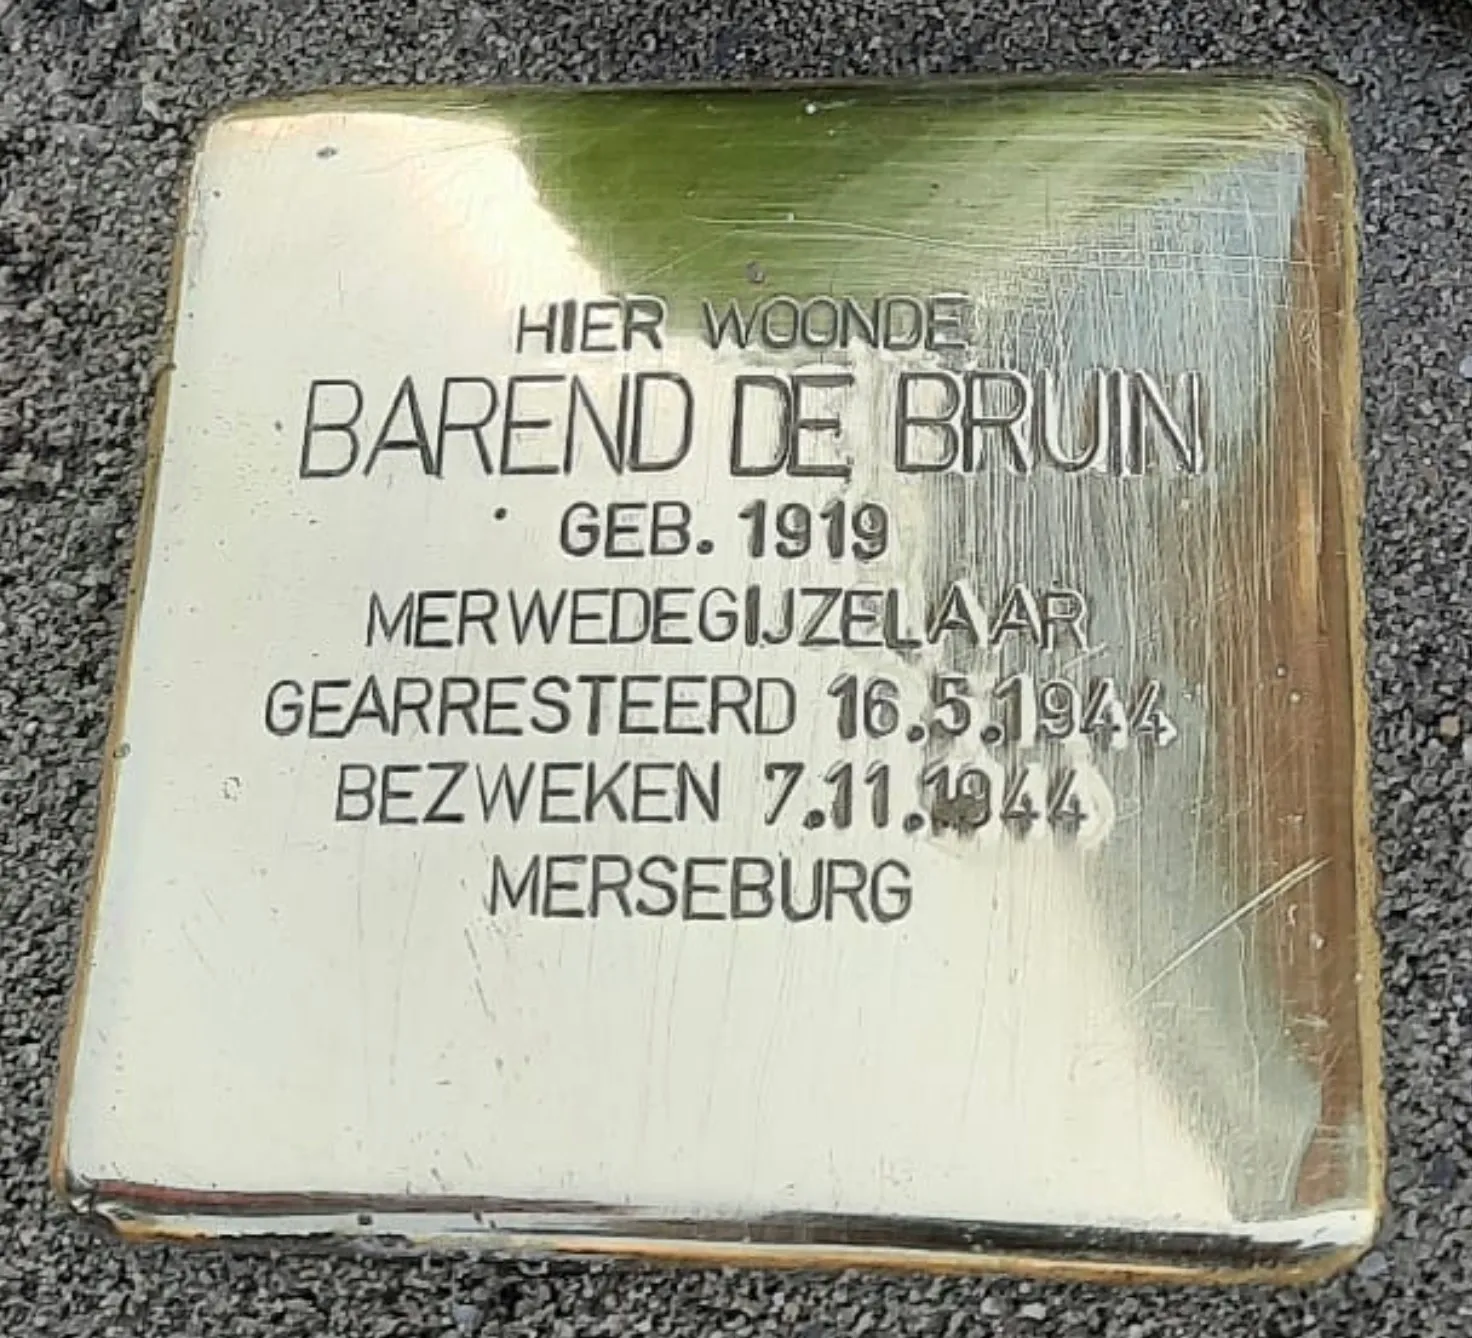 HIER WOONDE
BAREND DE BRUIN
GEB. 1919
MERWEDEGIJZELAAR
GEARRESTEERD 16.5.1944
BEZWEKEN 7.11.1944
MERSEBURG